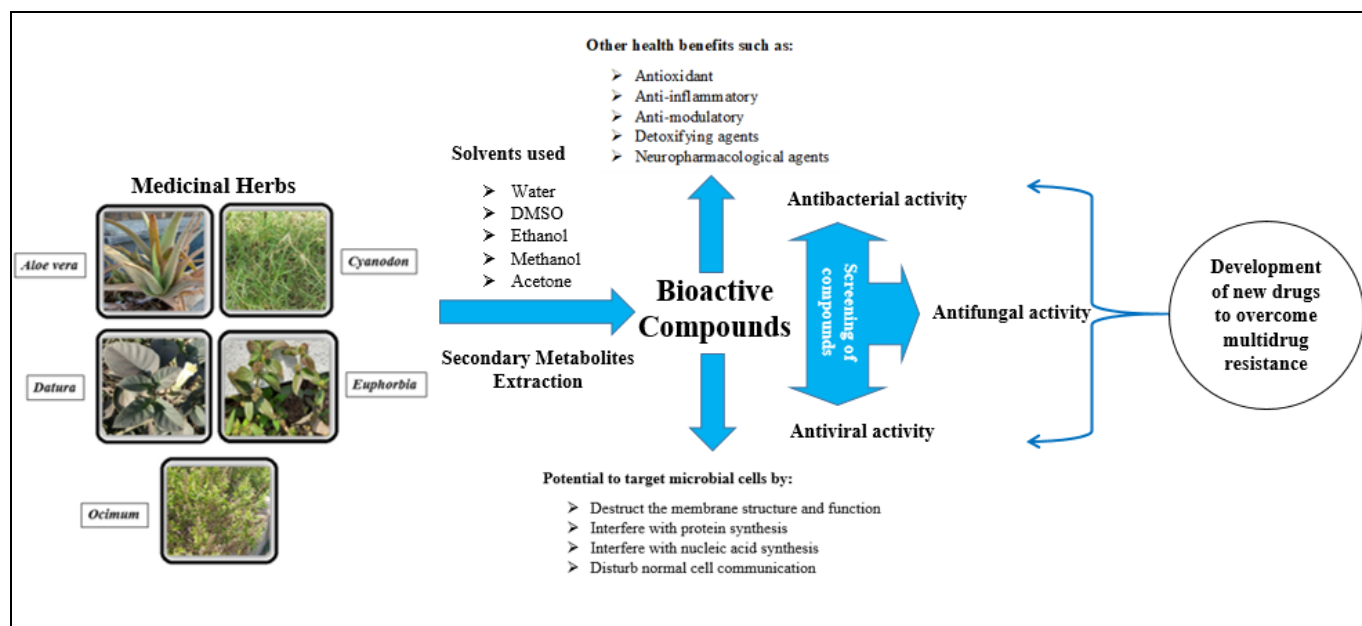 Medicinal Herbs
Aloe vera
Cyanodon
Datura
Euphorbia
Ocimum
Solvents used
➢ Water
➢ DMSO
➢ Ethanol
➢ Methanol
➢ Acetone
Secondary Metabolites
Extraction
Other health benefits such as:
➢ Antioxidant
➢ Anti-inflammatory
➢ Anti-modulatory
➢ Detoxifying agents
➢ Neuropharmacological agents
Bioactive
Compounds
Potential to target microbial cells by:
➢ Destruct the membrane structure and function
➢ Interfere with protein synthesis
➢ Interfere with nucleic acid synthesis
➢ Disturb normal cell communication
Screening of
compounds
Antibacterial activity
Antifungal activity
Antiviral activity
Development
of new drugs
to overcome
multidrug
resistance